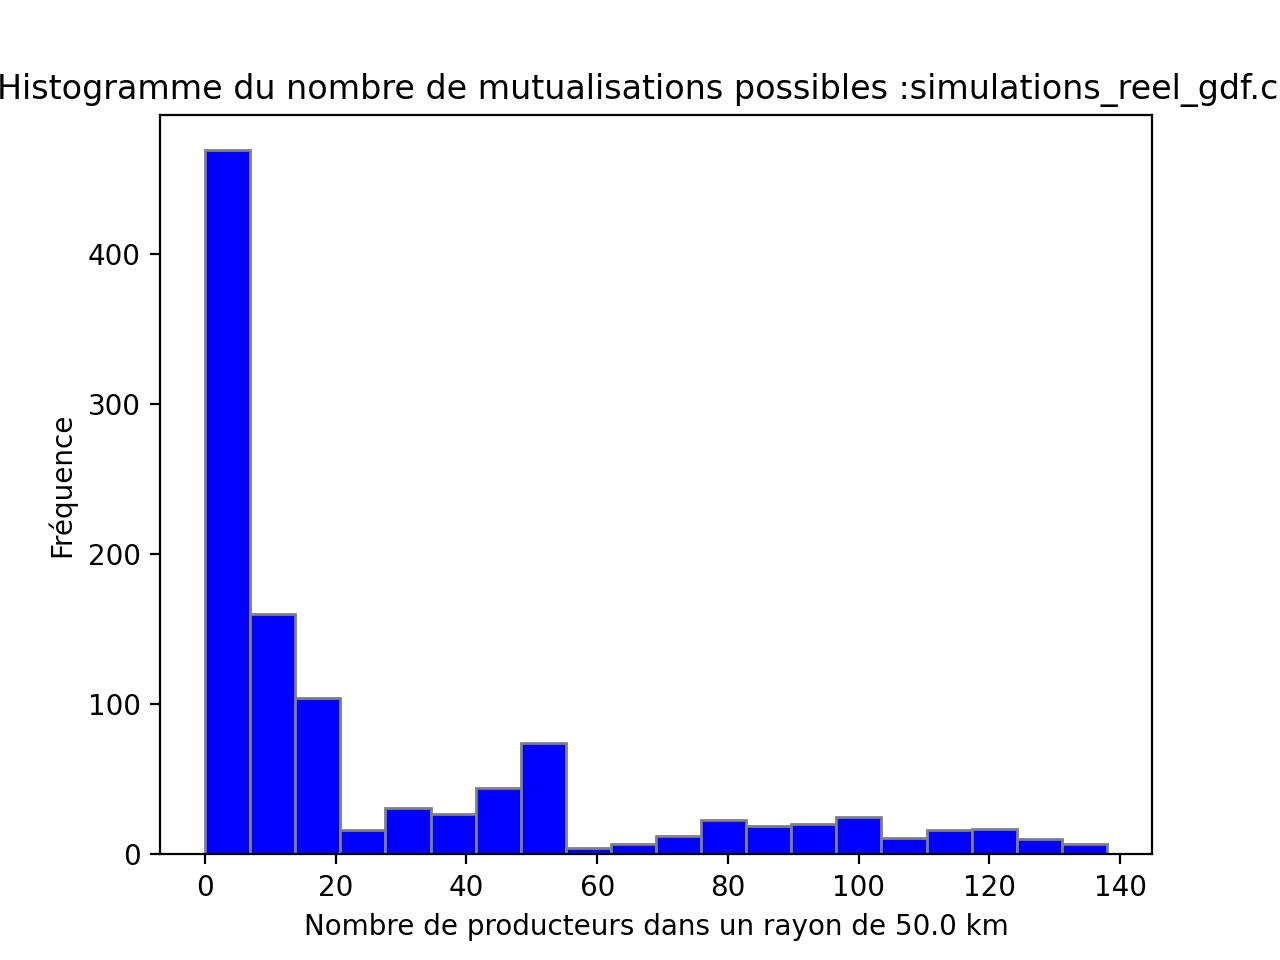 Histogramme du nombre de mutualisations possibles :simulations_reel_gdf.c
400
300
200
100
0
Fréquence
0 20 40 60 80 100 120 140
Nombre de producteurs dans un rayon de 50.0 km